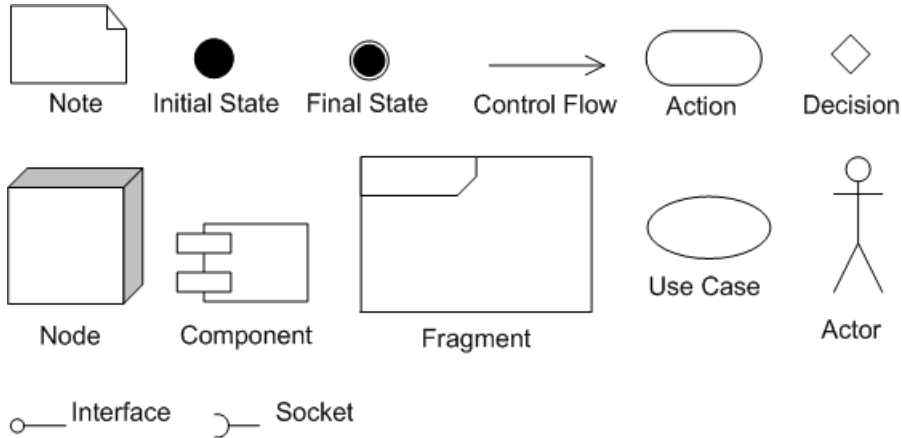 Note
Initial State
Final State
Control Flow
Action
Decision
Node
Component
Fragment
Use Case
Actor
Interface
Socket